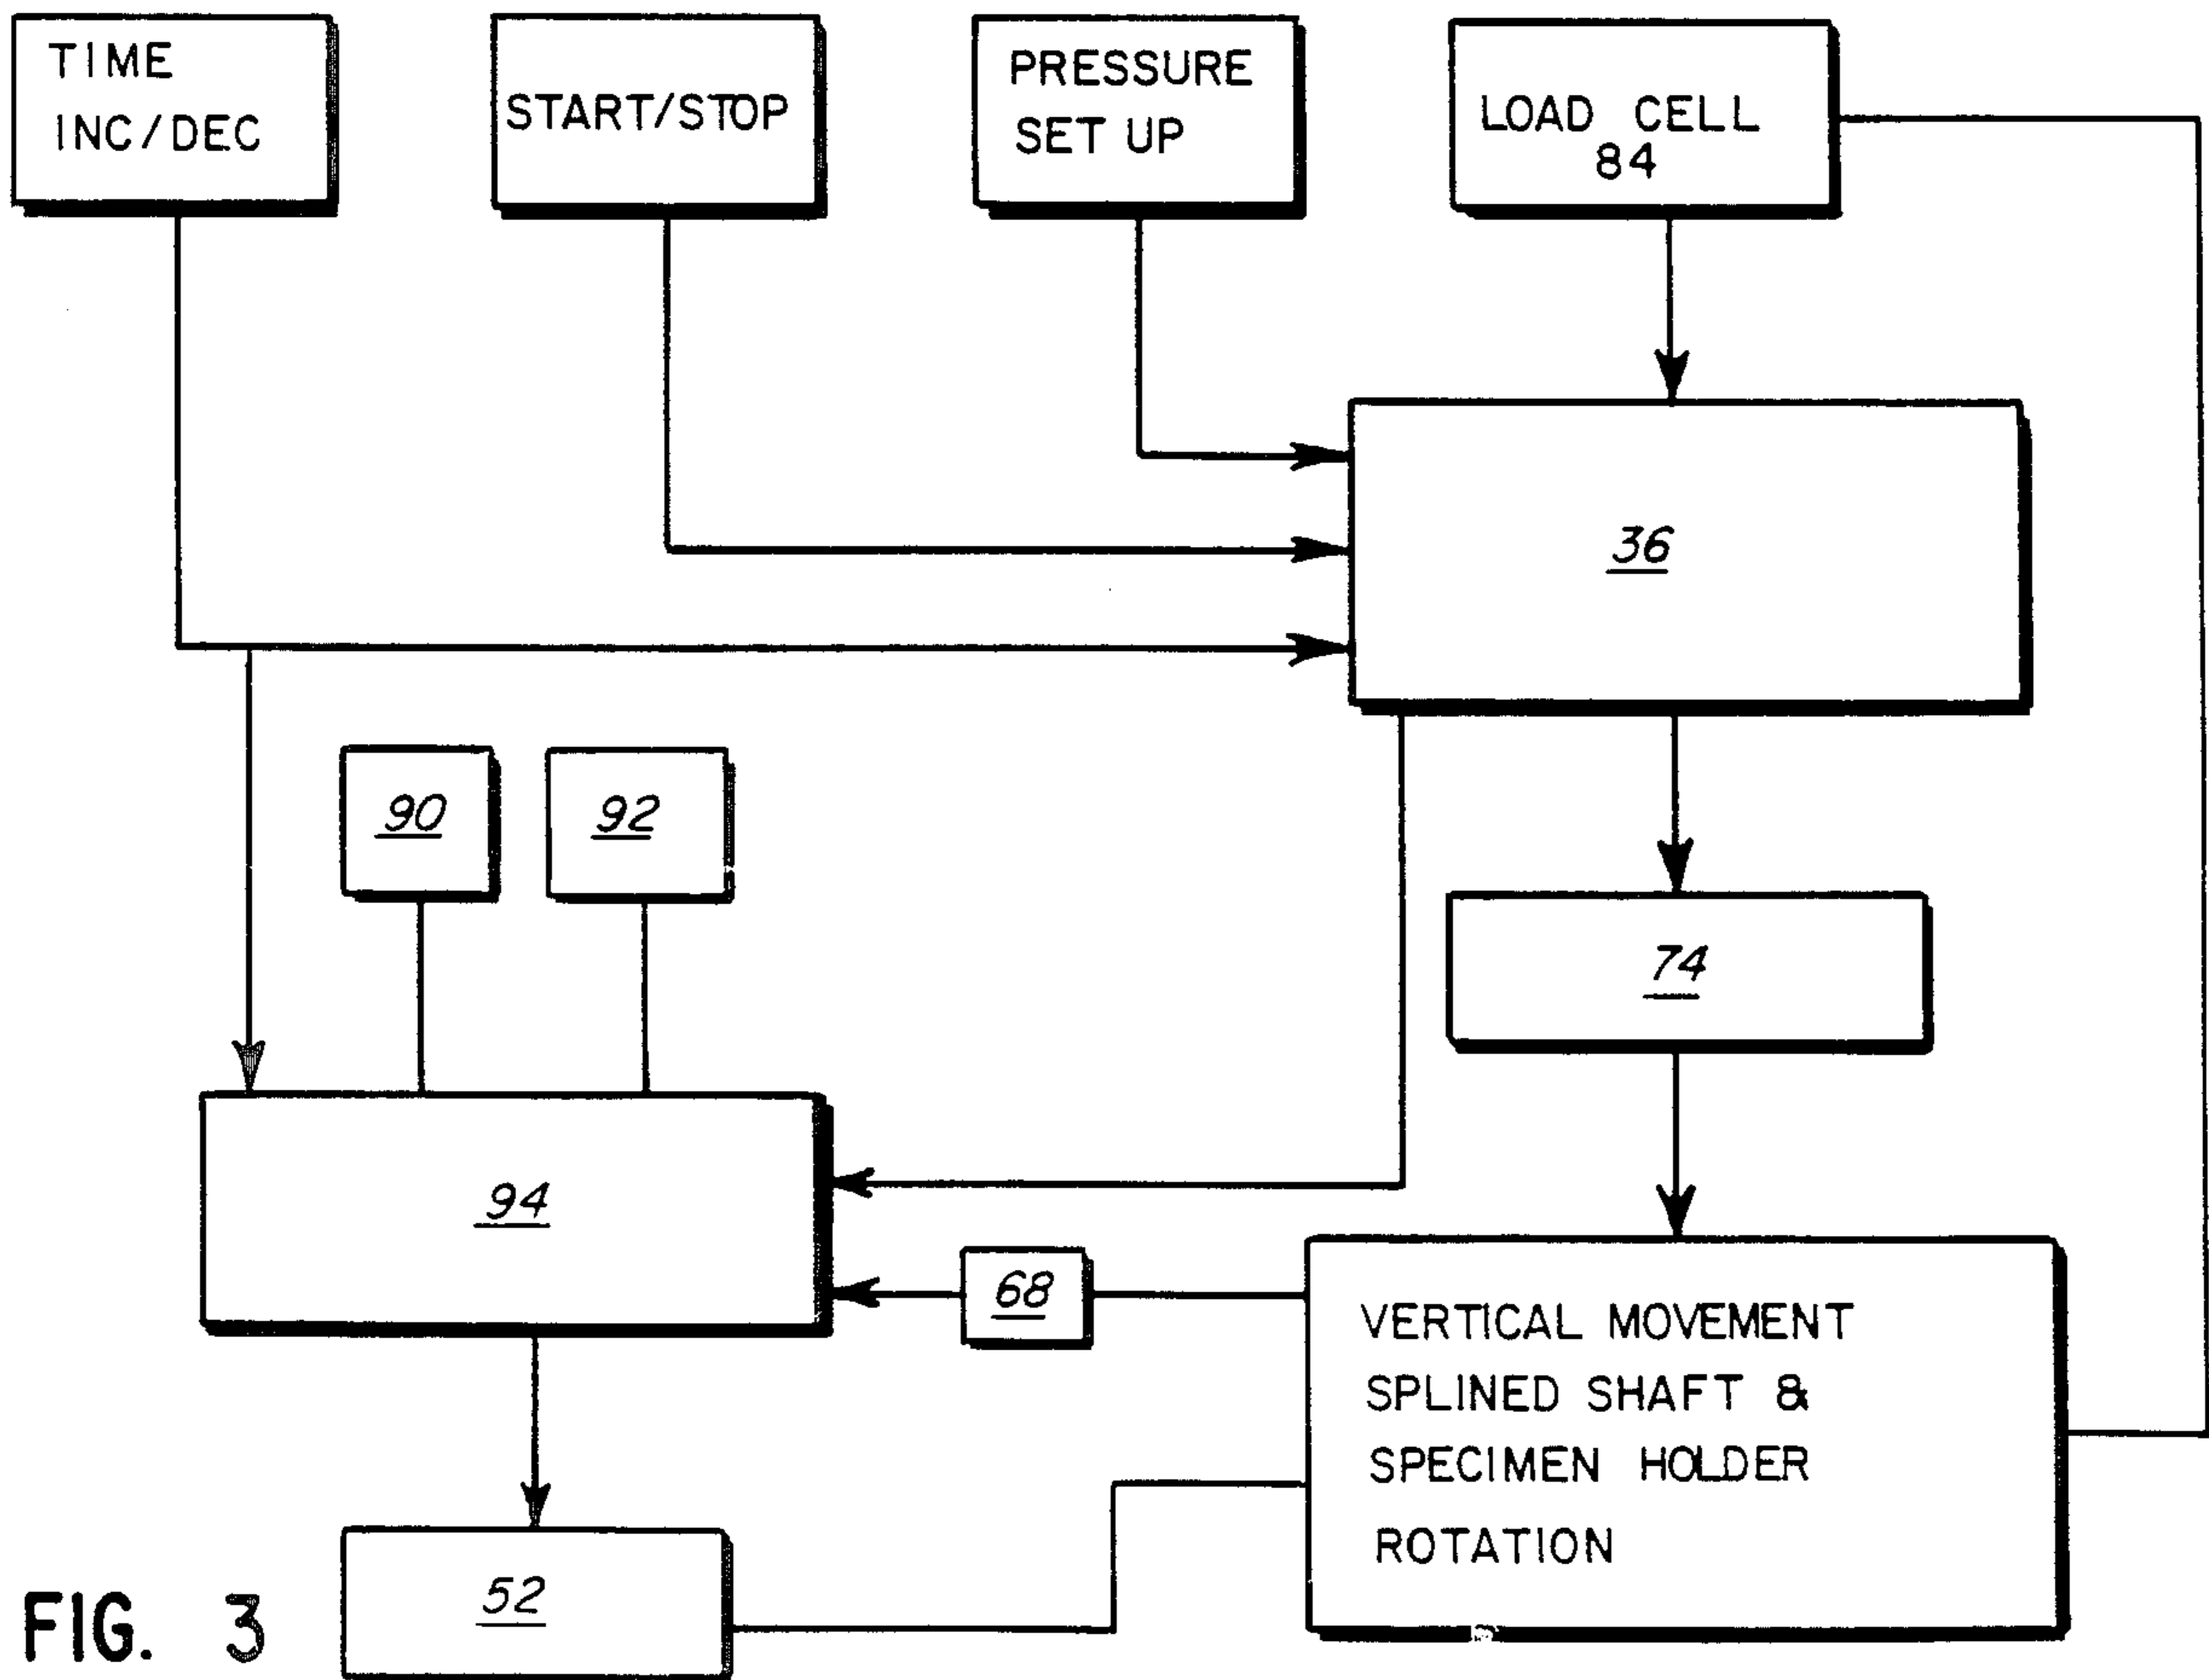 TIME
INC/DEC
START/STOP
PRESSURE
SET UP
LOAD CELL
84
36
90
92
74
94
68
VERTICAL MOVEMENT
SPLINED SHAFT &
SPECIMEN HOLDER
ROTATION
52
FIG. 3